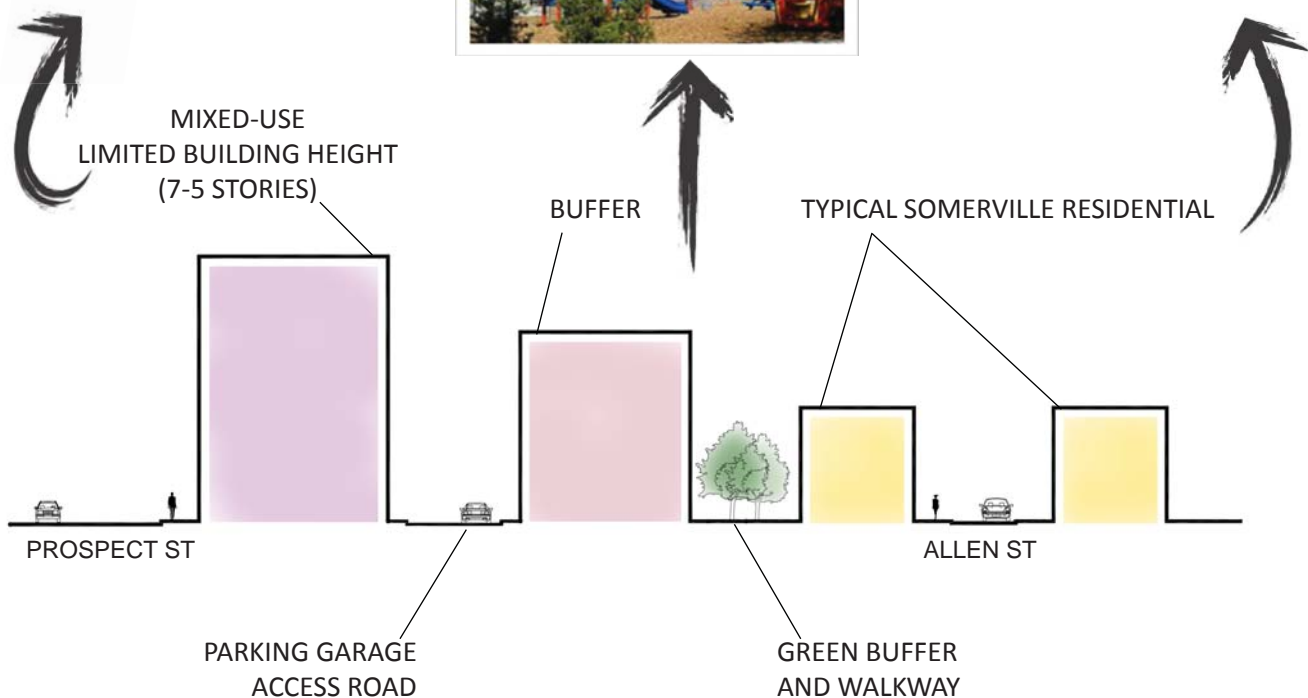 MIXED-USE
LIMITED BUILDING HEIGHT
(7-5 STORIES)
BUFFER
TYPICAL SOMERVILLE RESIDENTIAL
PROSPECT ST
ALLEN ST
PARKING GARAGE
ACCESS ROAD
GREEN BUFFER
AND WALKWAY